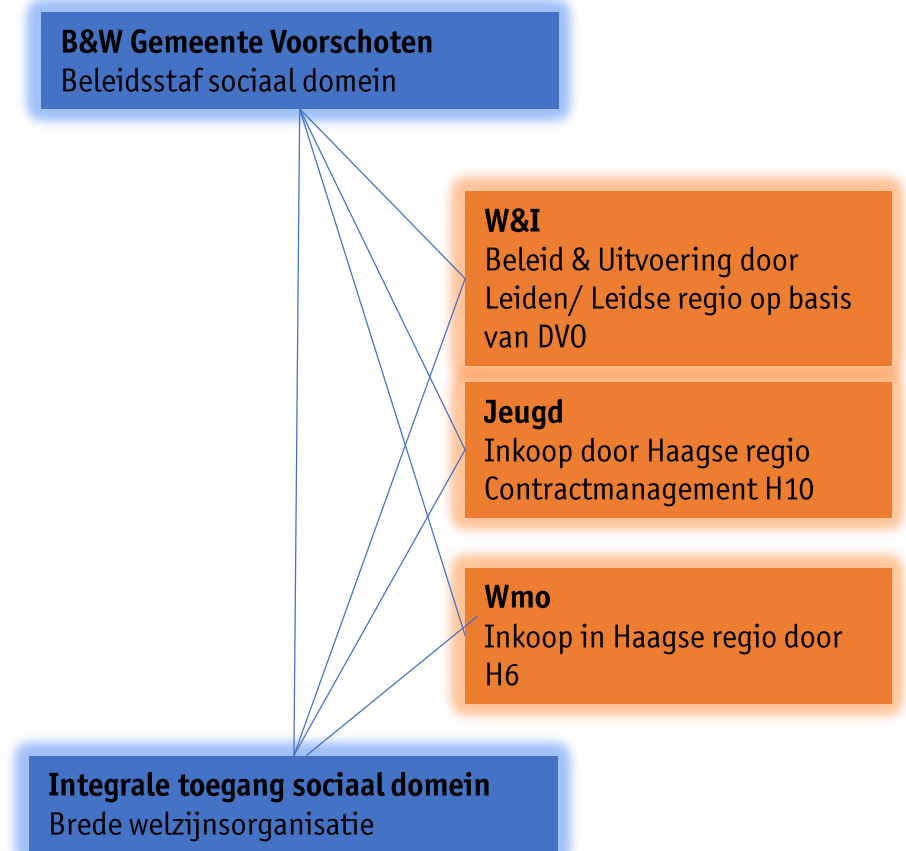 B&W Gemeente Voorschoten
Beleidsstaf sociaal domein
W&I
Beleid & Uitvoering door
Leiden/ Leidse regio op basis
van DVO
Jeugd
Inkoop door Haagse regio
Contractmanagement H10
Wmo
Inkoop in Haagse regio door
H6
Integrale toegang sociaal domein
Brede welzijnsorganisatie